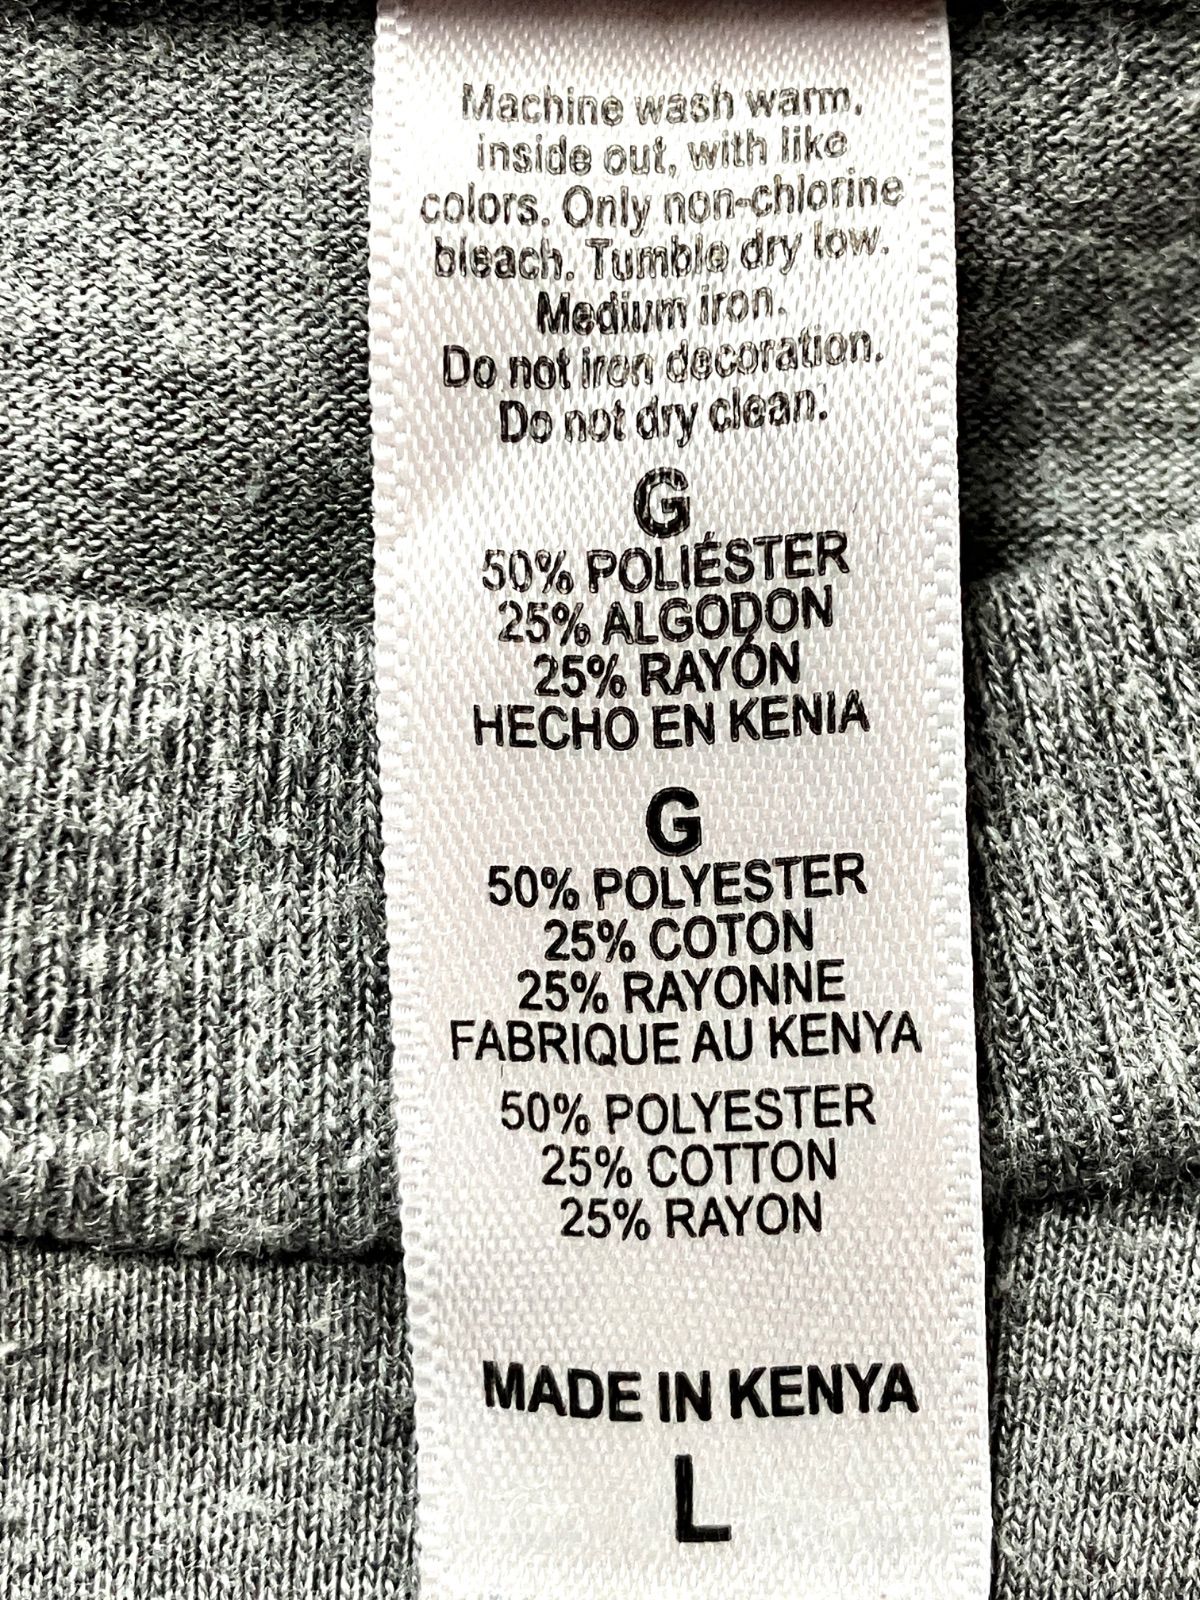 Machine wash warm,
inside out, with like
colors. Only non-chlorine
bleach. Tumble dry low.
Medium iron.
Do not iron decoration.
Do not dry clean.
G
50% POLIÉSTER
25% ALGODON
25% RAYÓN
HECHO EN KENIA
G
50% POLYESTER
25% COTON
25% RAYONNE
FABRIQUE AU KENYA
50% POLYESTER
25% COTTON
25% RAYON
MADE IN KENYA
L